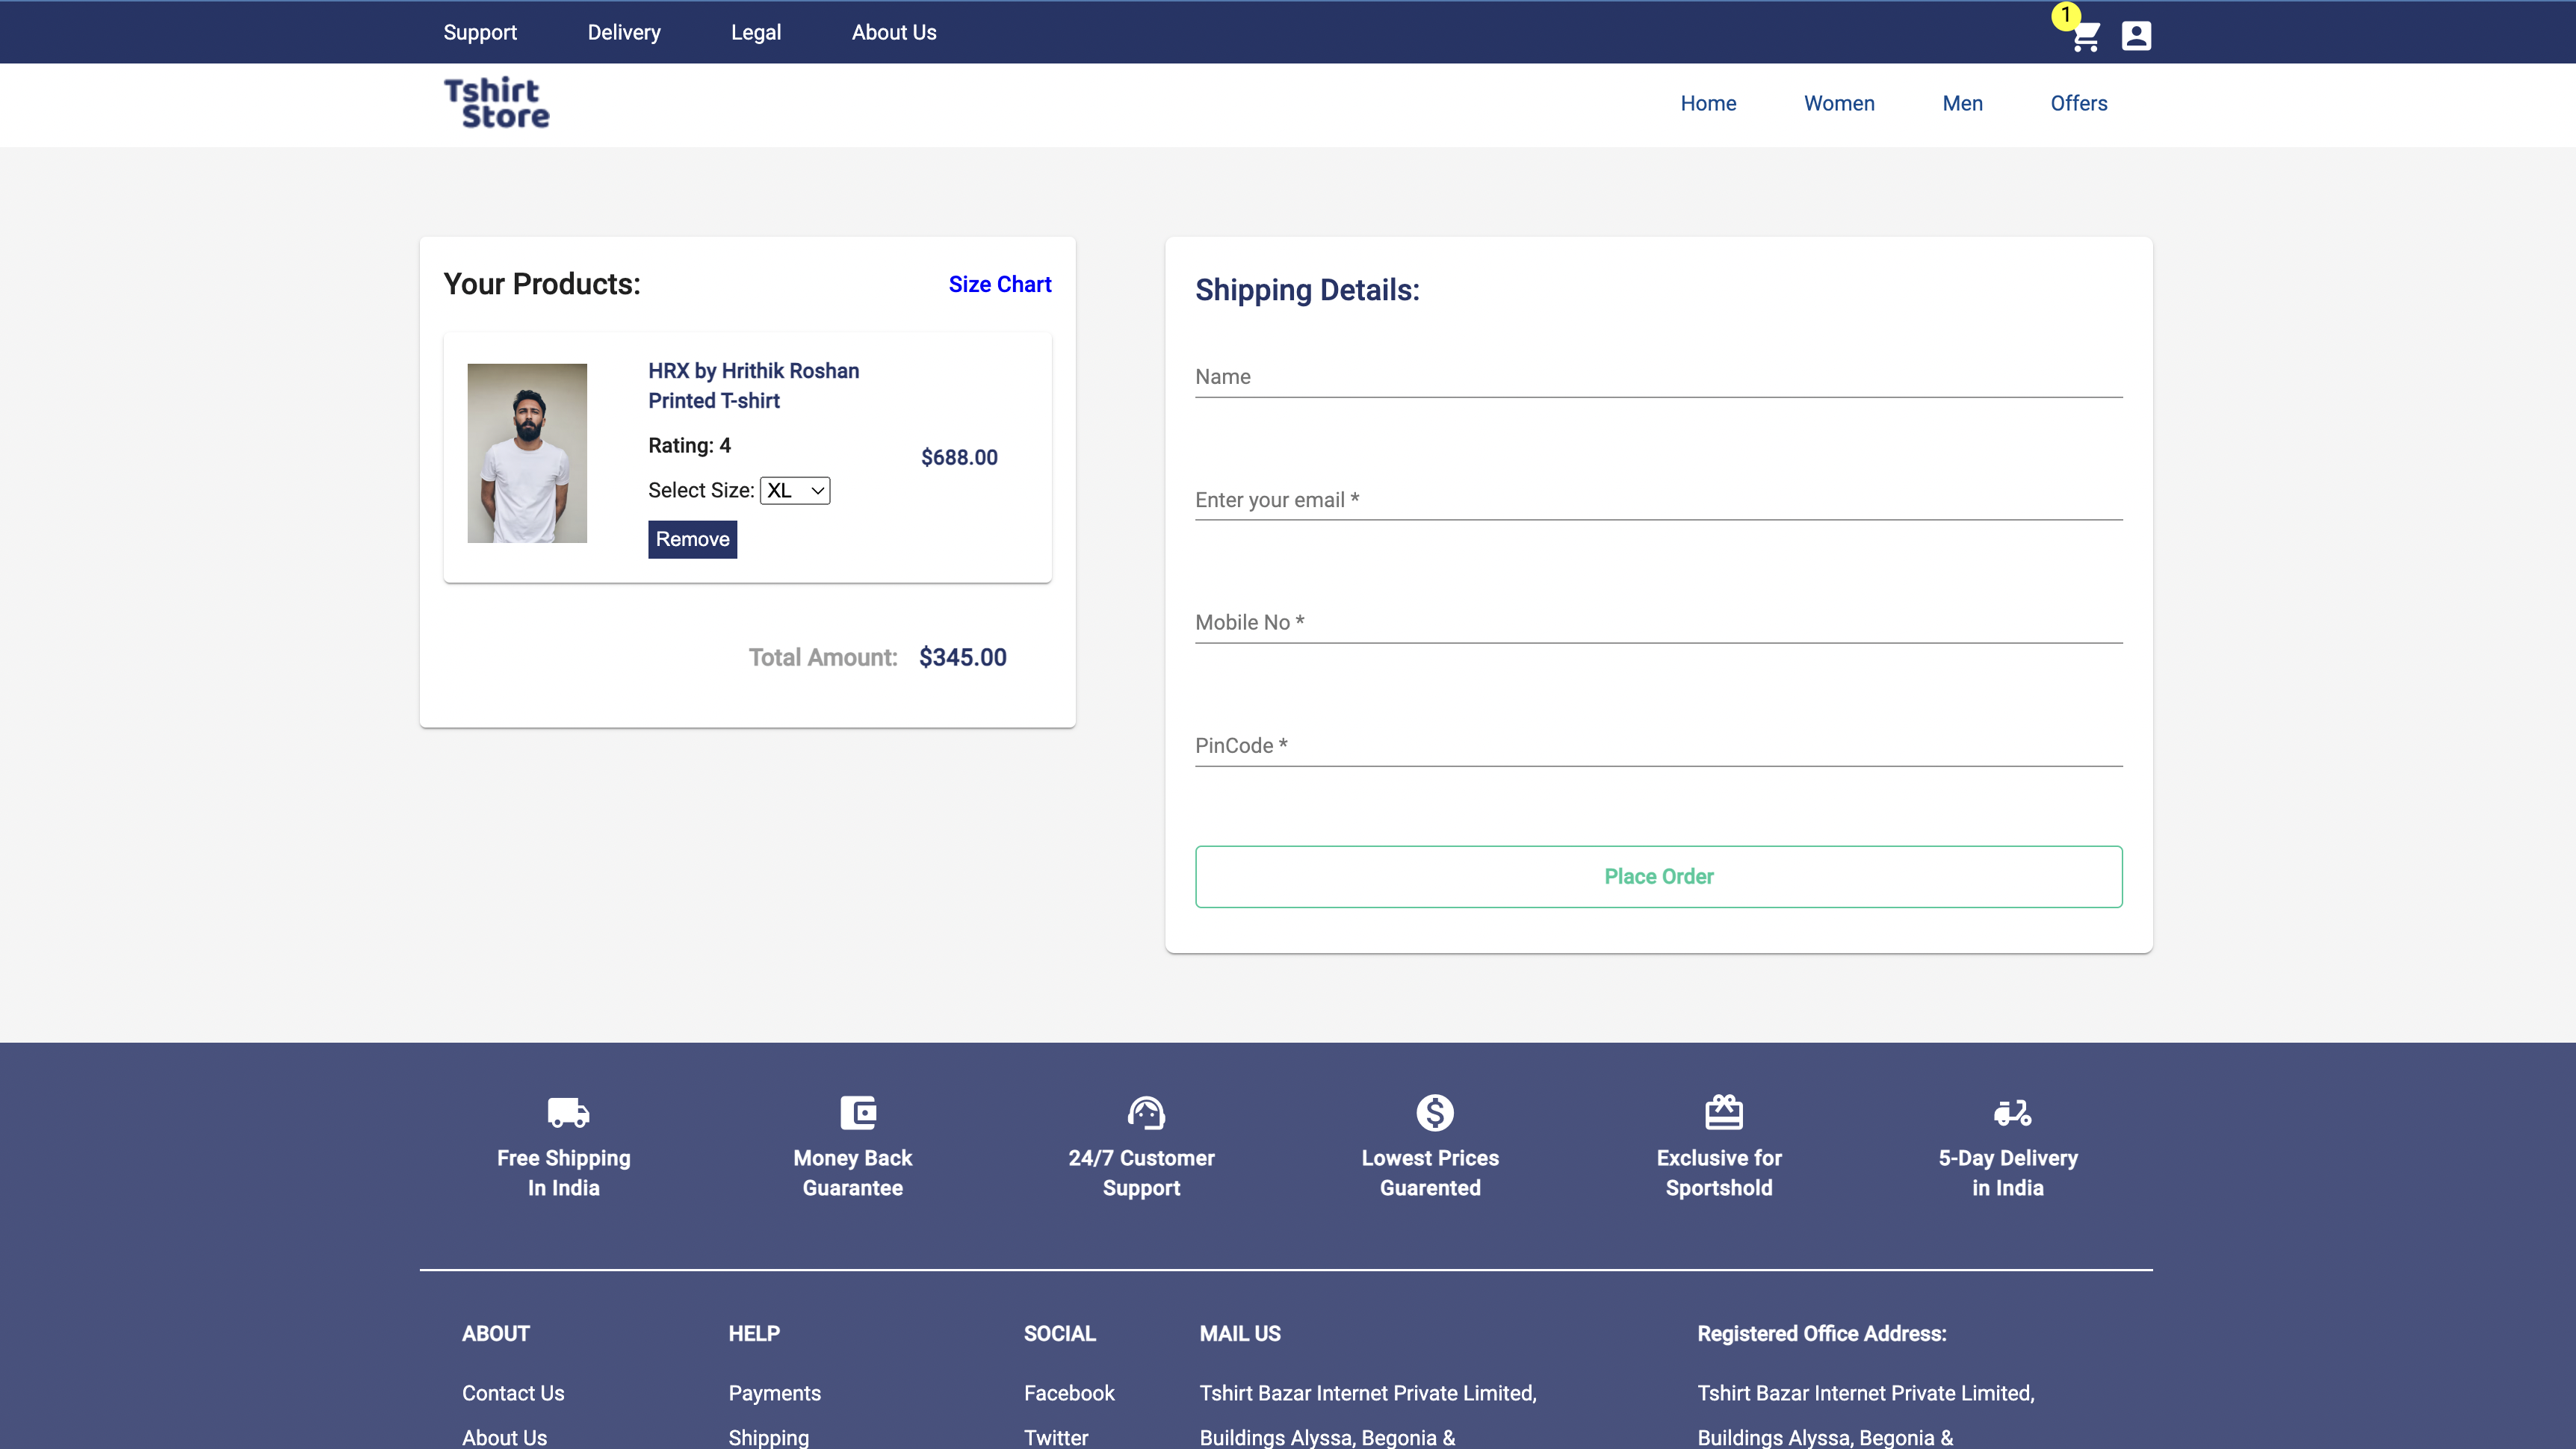 Support Delivery Legal About Us 1
Tshirt
Store
Home Women Men Offers
Your Products: Size Chart
HRX by Hrithik Roshan
Printed T-shirt
Rating: 4
$688.00
Select Size: XL
Remove
Total Amount: $345.00
Shipping Details:
Name
Enter your email *
Mobile No *
PinCode *
Place Order
Free Shipping
In India
Money Back
Guarantee
24/7 Customer
Support
Lowest Prices
Guarented
Exclusive for
Sportshold
5-Day Delivery
in India
ABOUT
Contact Us
About Us
HELP
Payments
Shipping
SOCIAL
Facebook
Twitter
MAIL US
Tshirt Bazar Internet Private Limited,
Buildings Alyssa, Begonia &
Registered Office Address:
Tshirt Bazar Internet Private Limited,
Buildings Alyssa, Begonia &